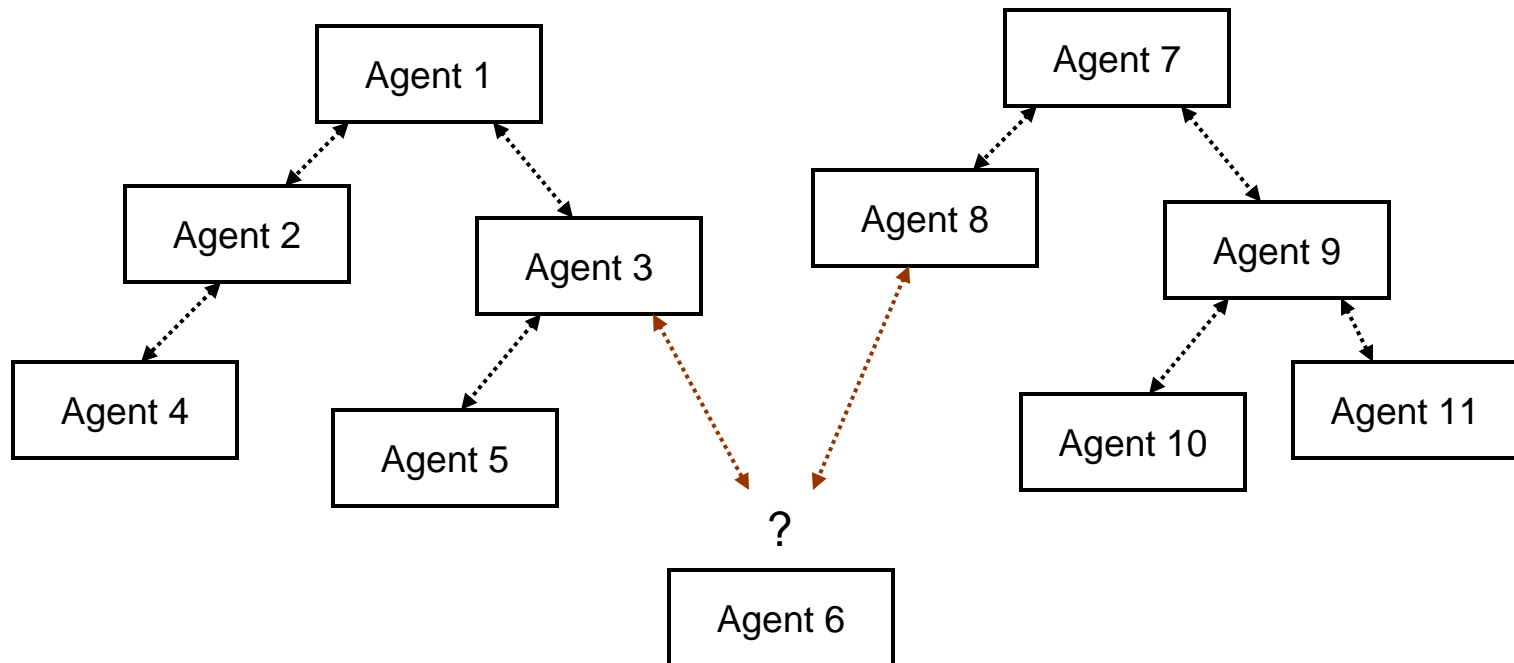 Agent 1
Agent 7
Agent 2
Agent 3
Agent 8
Agent 9
Agent 4
Agent 5
Agent 10
Agent 11
?
Agent 6